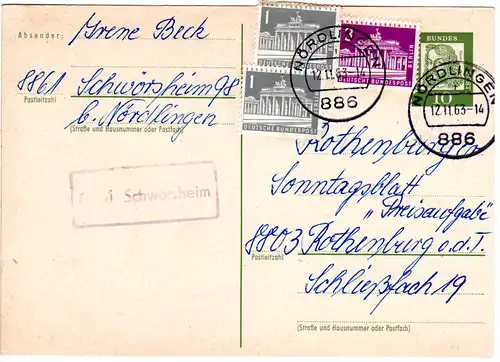 Absender: Irene Beck
8861 Schwörsheim 98
Postleitzahl
b. Nördlingen
(Straße und Hausnummer oder Postfach)
Schwörsheim
1
DEUTSCHE BUNDESPOST
DEUTSCHE BUNDESPOST
3
DEUTSCHE BUNDESPOST
BERLIN
NÖRDLINGEN
12.11.63
886
BUNDES
10
NÖRDLINGEN
12.11.63-14
886
Rothenburger
Sonntagsblatt
„Preisaufgabe"
8803 Rothenburg o.d.T.
Postleitzahl
Schließfach 19
(Straße und Hausnummer oder Postfach)